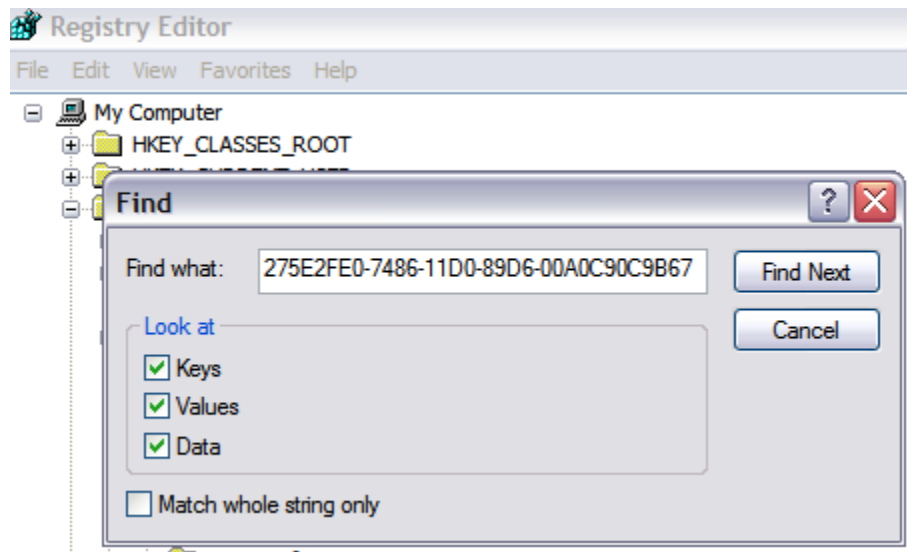 Registry Editor
File Edit View Favorites Help
My Computer
HKEY_CLASSES_ROOT
Find
Find what: 275E2FE0-7486-11D0-89D6-00A0C90C9B67 Find Next
Look at Cancel
Keys
Values
Data
Match whole string only